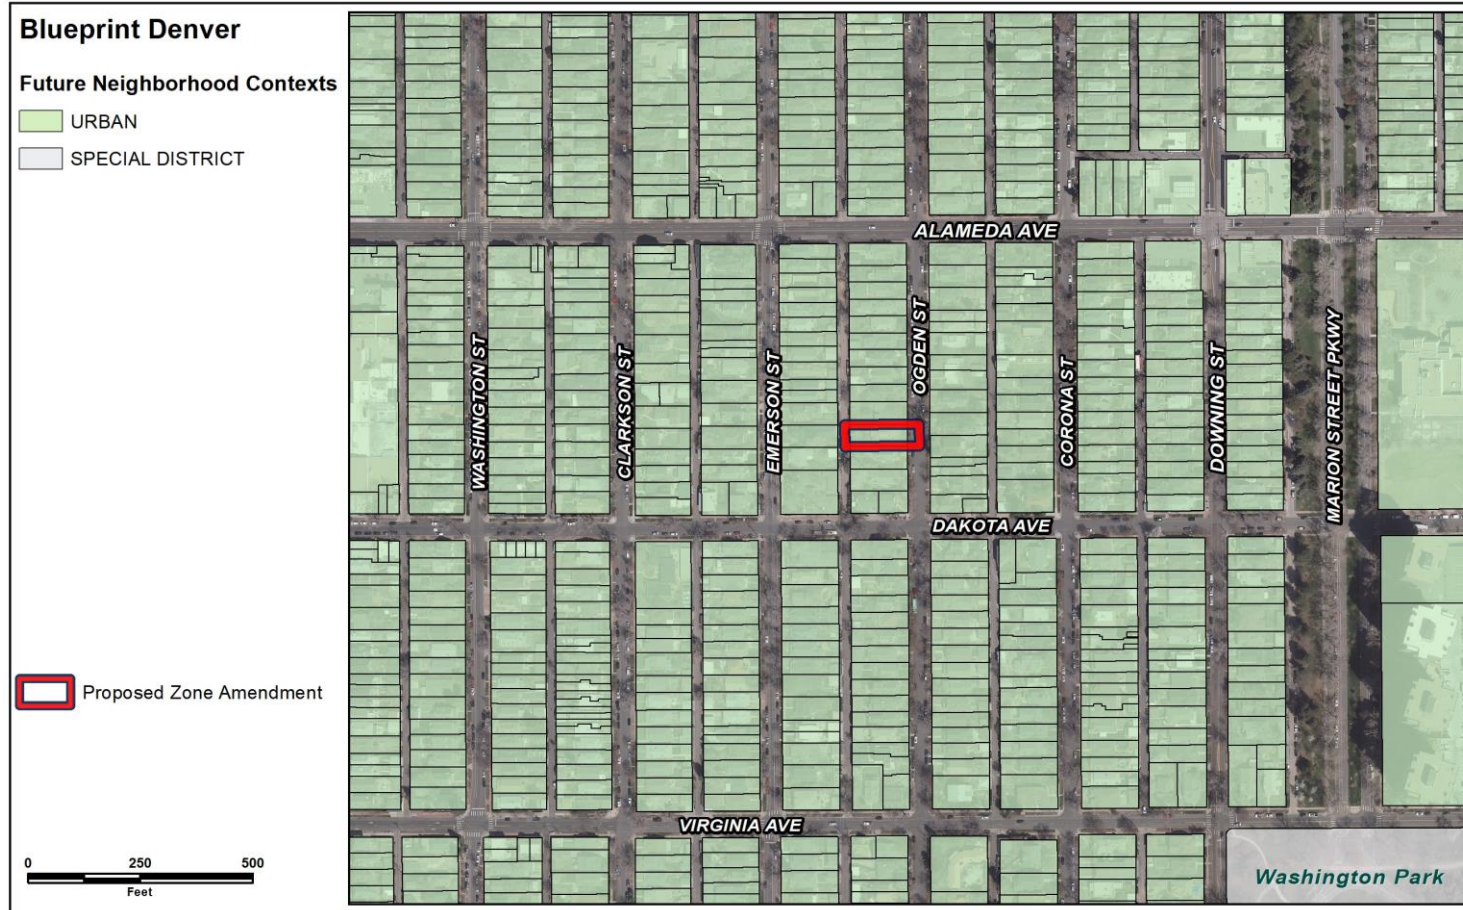 Blueprint Denver
Future Neighborhood Contexts
URBAN
SPECIAL DISTRICT
Proposed Zone Amendment
0 250 500
Feet
ALAMEDA AVE
WASHINGTON ST
CLARKSON ST
EMERSON ST
OGDEN ST
CORONA ST
DOWNING ST
MARION STREET PKWY
DAKOTA AVE
VIRGINIA AVE
Washington Park